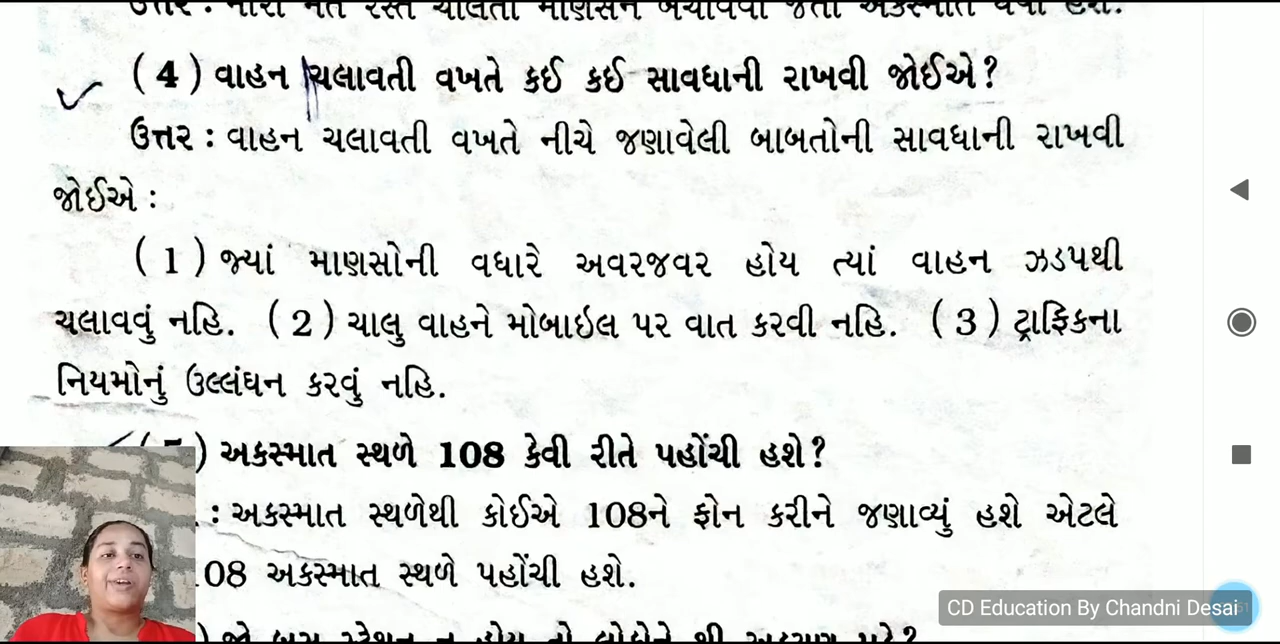 (4) વાહન ચલાવતી વખતે કઈ કઈ સાવધાની રાખવી જોઈએ?
ઉત્તર : વાહન ચલાવતી વખતે નીચે જણાવેલી બાબતોની સાવધાની રાખવી
જોઈએ :
(1) જ્યાં માણસોની વધારે અવરજવર હોય ત્યાં વાહન ઝડપથી
ચલાવવું નહિ. (2) ચાલુ વાહને મોબાઇલ પર વાત કરવી નહિ. (3) ટ્રાફિકના
નિયમોનું ઉલ્લંઘન કરવું નહિ.
) અકસ્માત સ્થળે 108 કેવી રીતે પહોંચી હશે?
: અકસ્માત સ્થળેથી કોઈએ 108ને ફોન કરીને જણાવ્યું હશે એટલે
08 અકસ્માત સ્થળે પહોંચી હશે.
CD Education By Chandni Desai